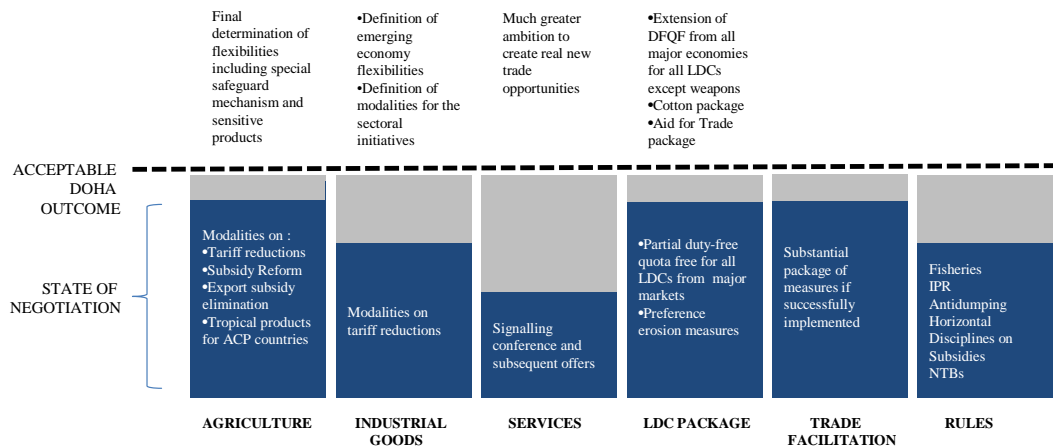 Final
determination of
flexibilities
including special
safeguard
mechanism and
sensitive
products
•Definition of
emerging
economy
flexibilities
•Definition of
modalities for the
sectoral
initiatives
Much greater
ambition to
create real new
trade
opportunities
•Extension of
DFQF from all
major economies
for all LDCs
except weapons
•Cotton package
•Aid for Trade
package
ACCEPTABLE
DOHA
OUTCOME
STATE OF
NEGOTIATION
Modalities on :
•Tariff reductions
•Subsidy Reform
•Export subsidy
elimination
•Tropical products
for ACP countries
Modalities on
tariff reductions
Signalling
conference and
subsequent offers
•Partial duty-free
quota free for all
LDCs from major
markets
•Preference
erosion measures
Substantial
package of
measures if
successfully
implemented
Fisheries
IPR
Antidumping
Horizontal
Disciplines on
Subsidies
NTBs
AGRICULTURE
INDUSTRIAL
GOODS
SERVICES
LDC PACKAGE
TRADE
FACILITATION
RULES